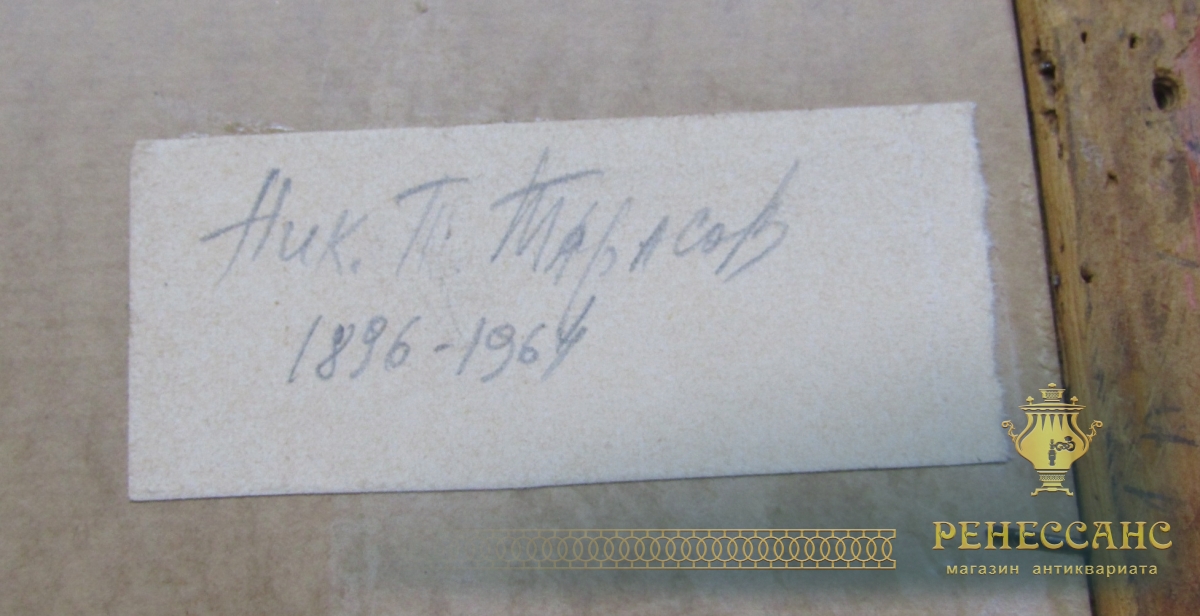 Ник. Т. Тарасов
1896-1964
РЕНЕССАНС
магазин антиквариата